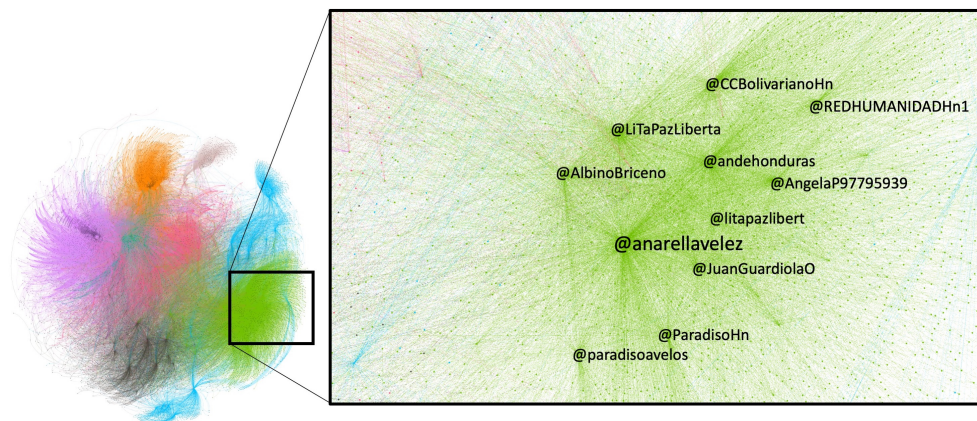 @CCBolivarianoHn
@REDHUMANIDADHn1
@LiTaPazLiberta
@andehonduras
@AlbinoBriceno
@AngelaP97795939
@litapazlibert
@anarellavelez
@JuanGuardiolaO
@ParadisoHn
@paradisoavelos